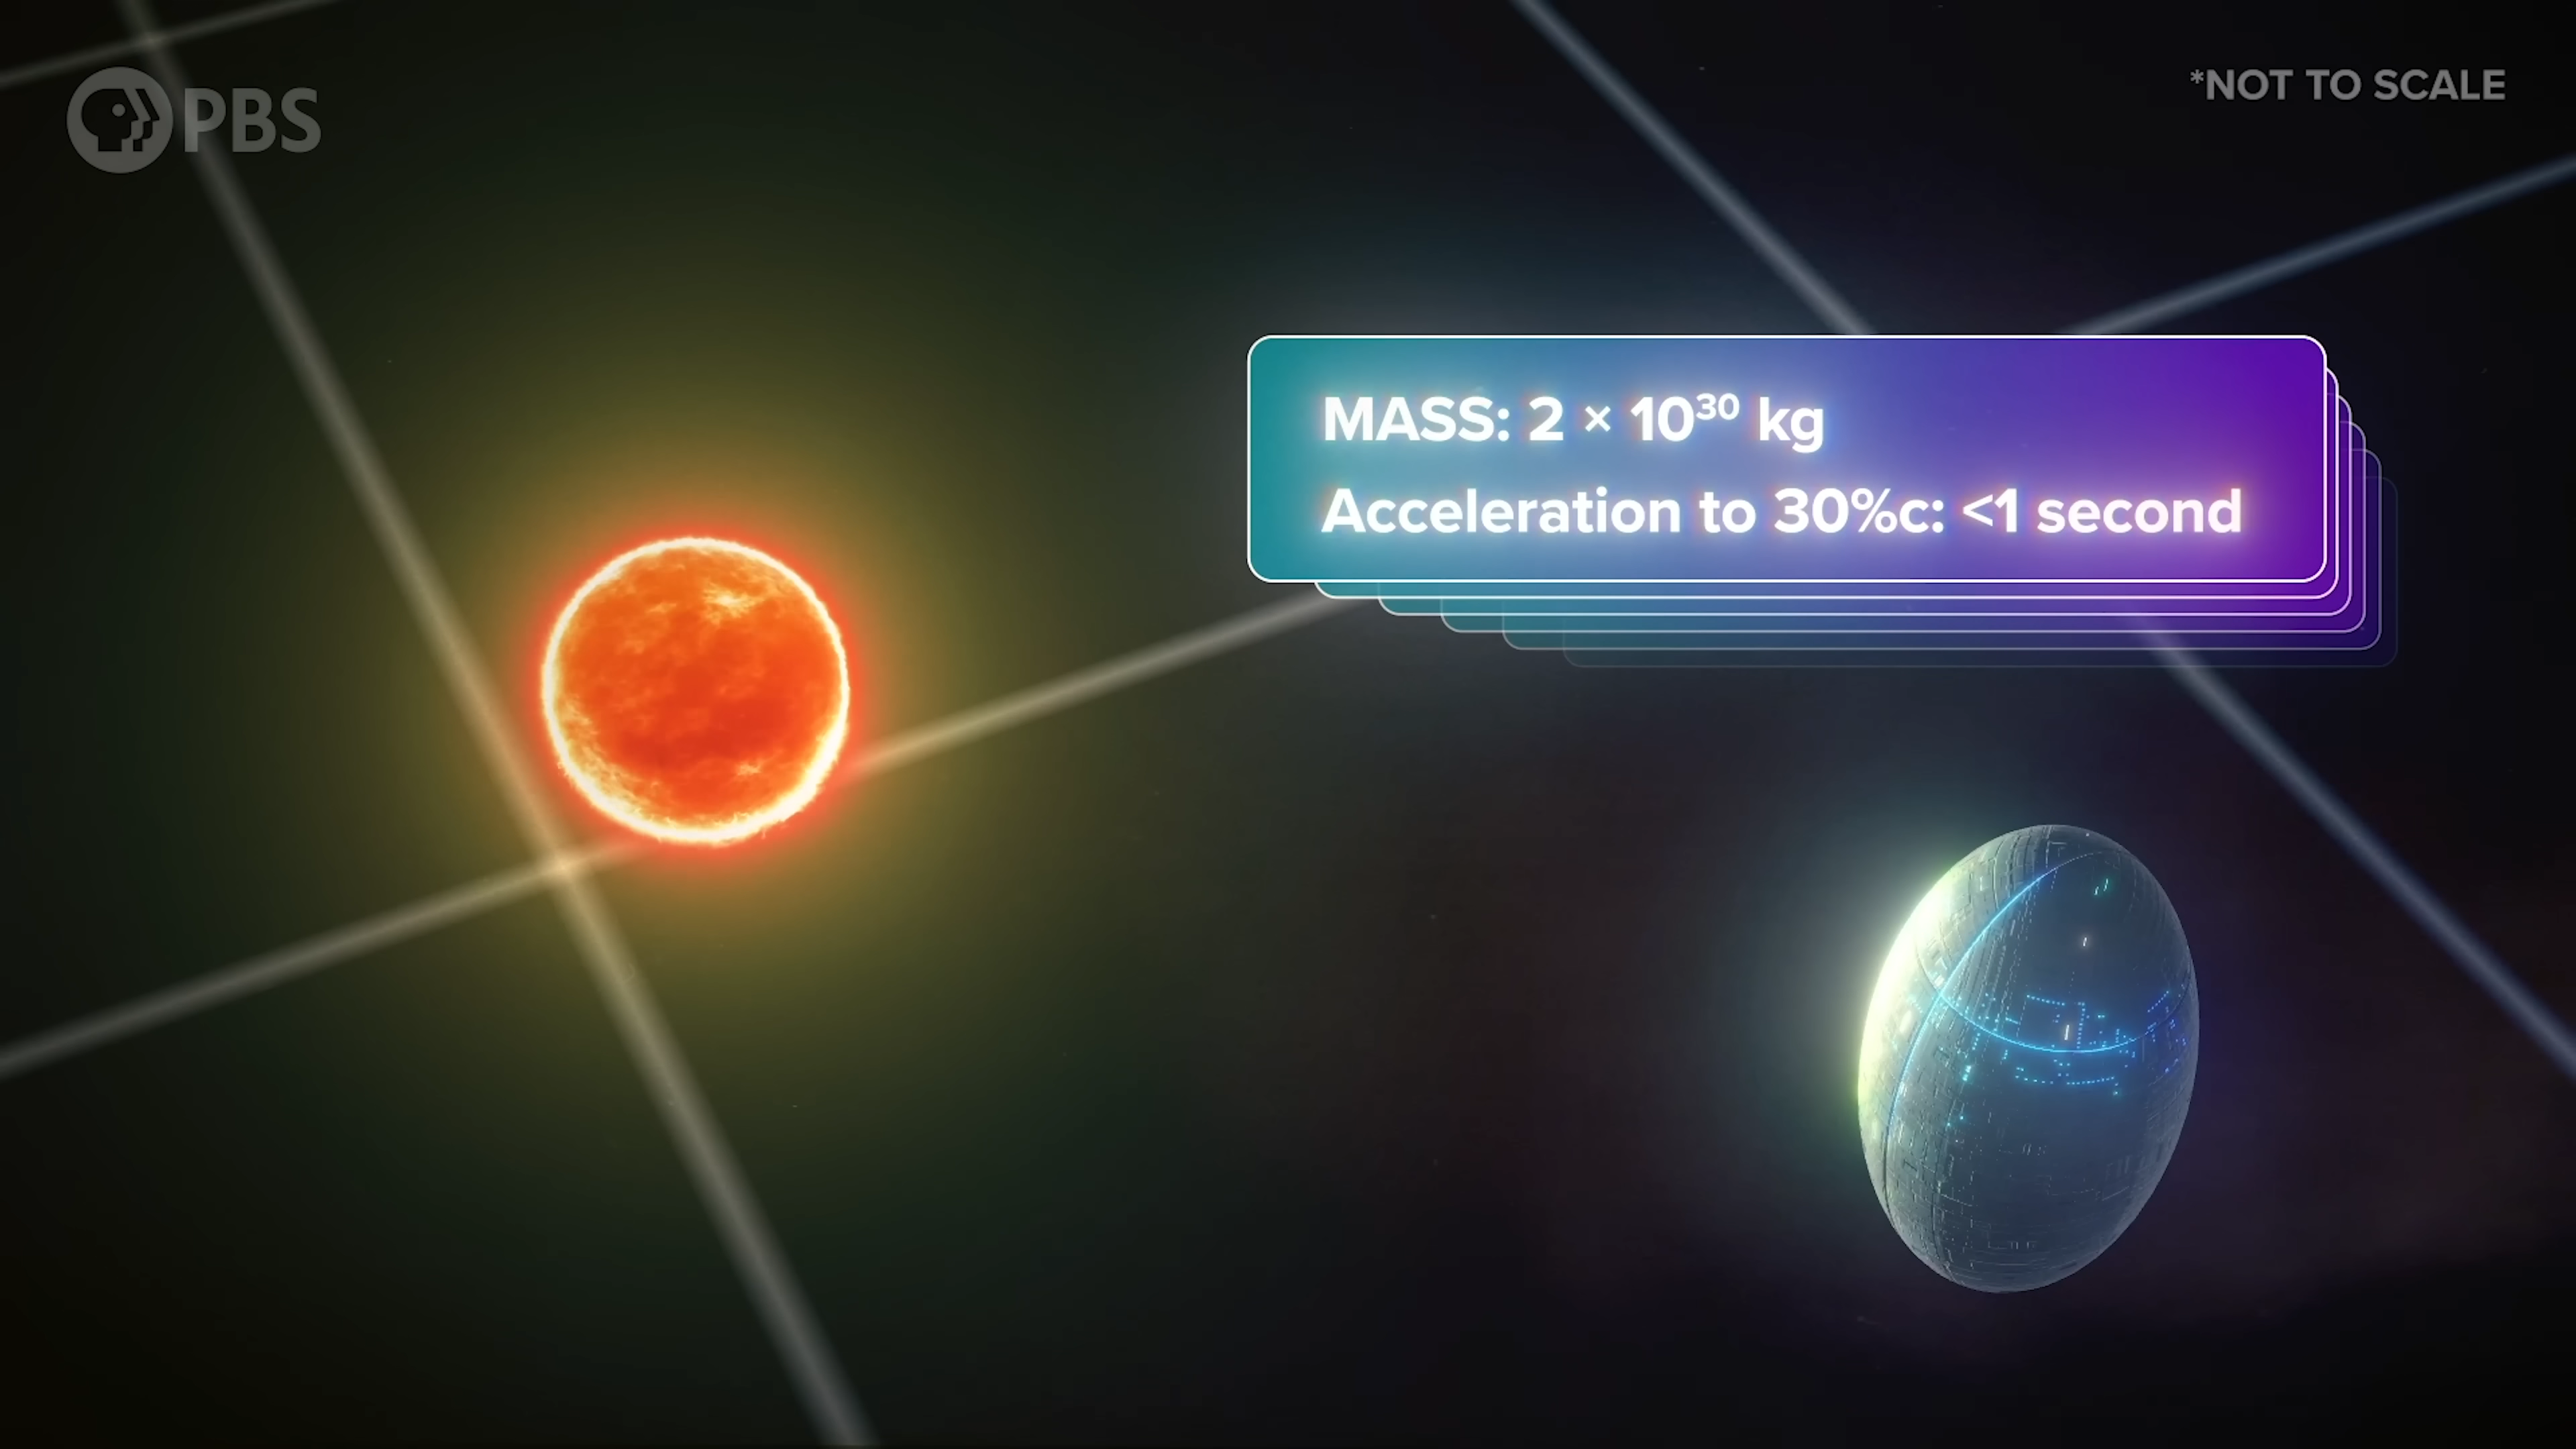 PBS
*NOT TO SCALE
MASS: 2 × 10³⁰ kg
Acceleration to 30%c: <1 second